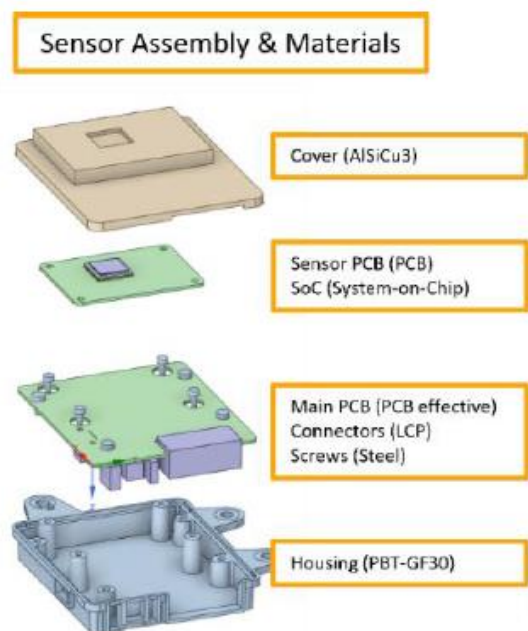 Sensor Assembly & Materials
Cover (AlSiCu3)
Sensor PCB (PCB)
SoC (System-on-Chip)
Main PCB (PCB effective)
Connectors (LCP)
Screws (Steel)
Housing (PBT-GF30)